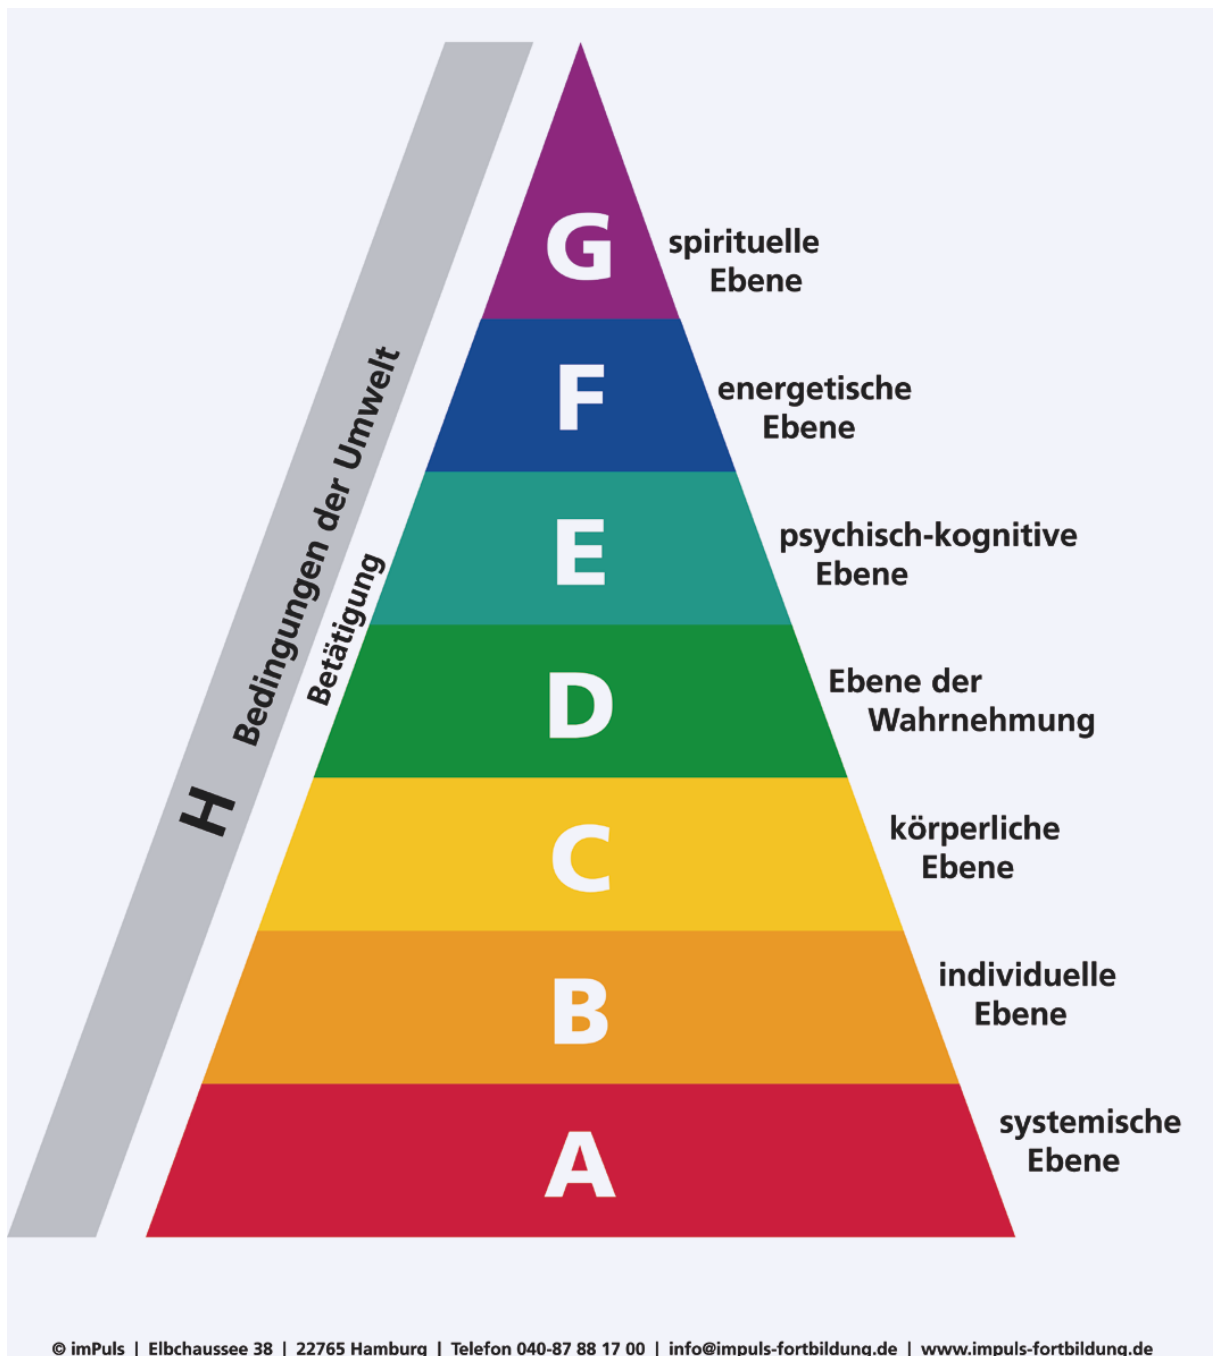 G
spirituelle
Ebene
F
energetische
Ebene
E
psychisch-kognitive
Ebene
D
Ebene der
Wahrnehmung
C
körperliche
Ebene
B
individuelle
Ebene
A
systemische
Ebene
H Bedingungen der Umwelt
Betätigung
© imPuls | Elbchaussee 38 | 22765 Hamburg | Telefon 040-87 88 17 00 | info@impuls-fortbildung.de | www.impuls-fortbildung.de